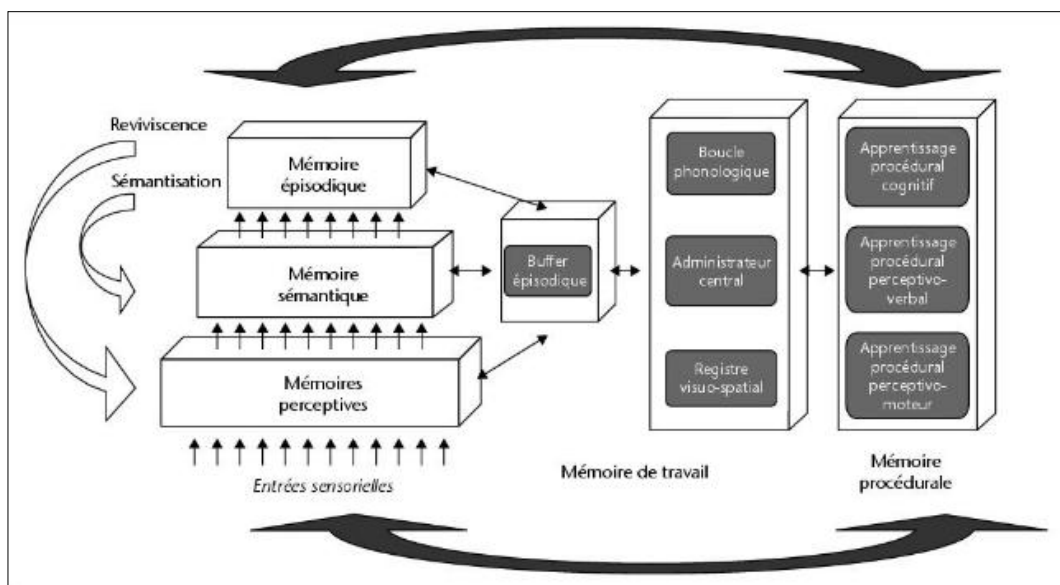 Reviviscence
Sémantisation
Mémoire
épisodique
Mémoire
sémantique
Mémoires
perceptives
Entrées sensorielles
Buffer
épisodique
Boucle
phonologique
Administrateur
central
Registre
visuo-spatial
Mémoire de travail
Apprentissage
procédural
cognitif
Apprentissage
procédural
perceptivo-
verbal
Apprentissage
procédural
perceptivo-
moteur
Mémoire
procédurale